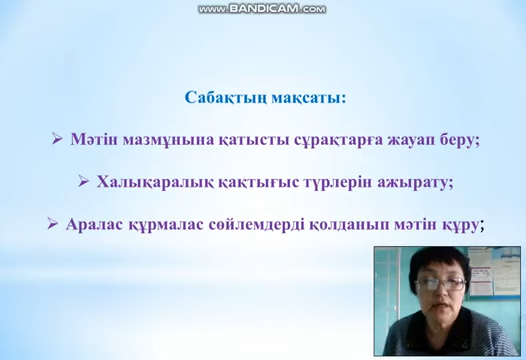 www.BANDICAM.com
Сабақтың мақсаты:
➢ Мәтін мазмұнына қатысты сұрақтарға жауап беру;
➢ Халықаралық қақтығыс түрлерін ажырату;
➢ Аралас құрмалас сөйлемдерді қолданып мәтін құру;